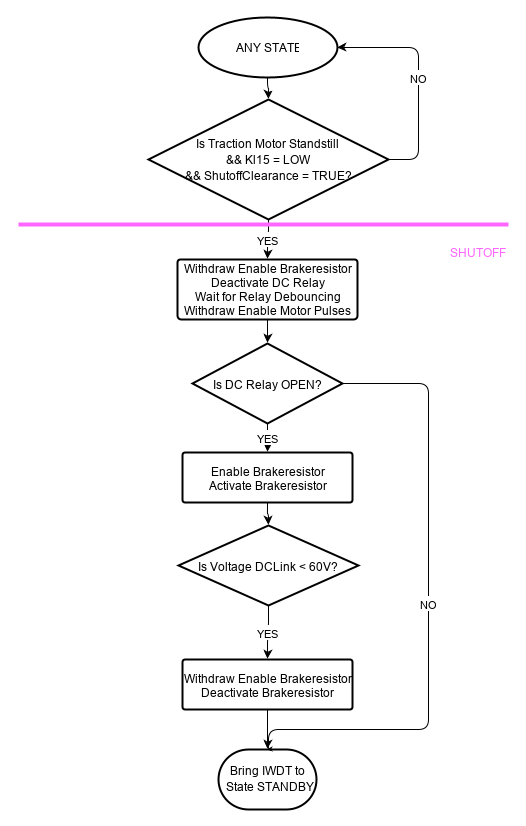 ANY STATE
NO
Is Traction Motor Standstill
&& Kl15 = LOW
&& ShutoffClearance = TRUE?
YES
SHUTOFF
Withdraw Enable Brakeresistor
Deactivate DC Relay
Wait for Relay Debouncing
Withdraw Enable Motor Pulses
Is DC Relay OPEN?
YES
Enable Brakeresistor
Activate Brakeresistor
Is Voltage DCLink < 60V?
NO
YES
Withdraw Enable Brakeresistor
Deactivate Brakeresistor
Bring IWDT to
State STANDBY